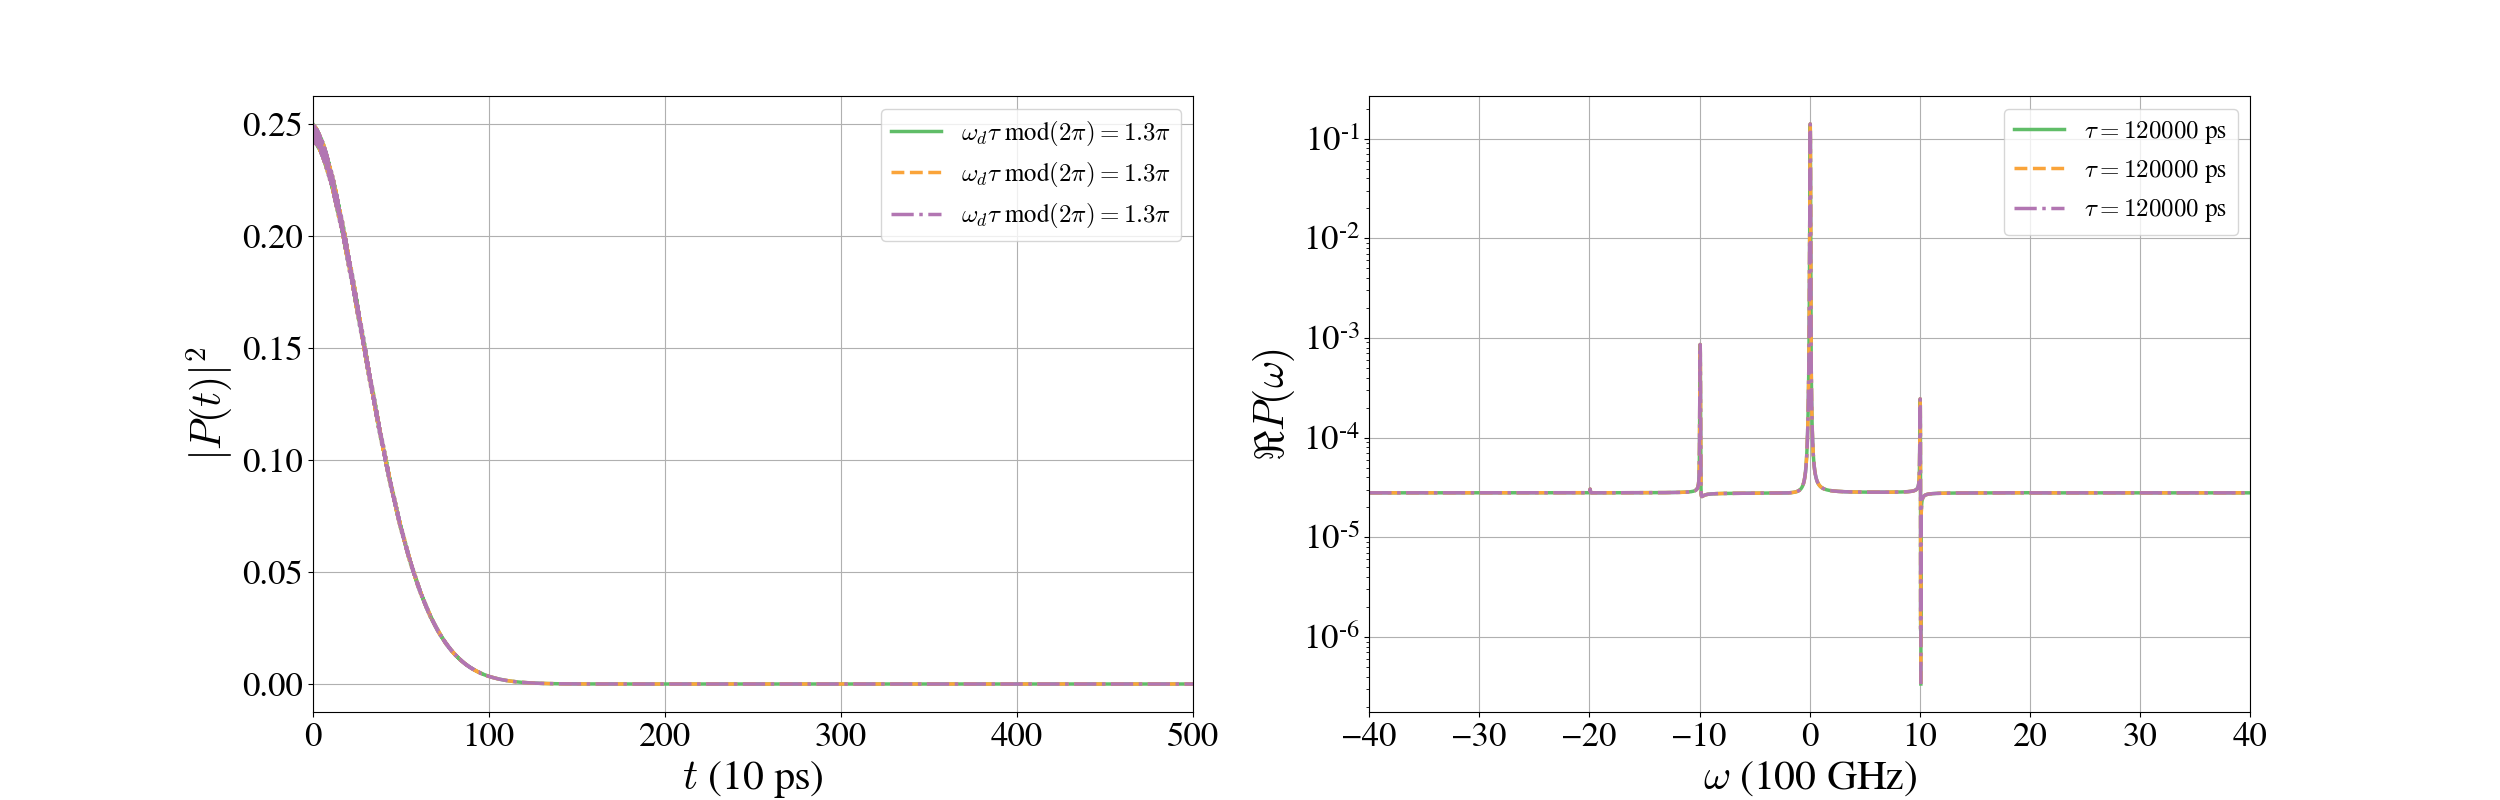 |P(t)|²
0.25
0.20
0.15
0.10
0.05
0.00
0 100 200 300 400 500
t (10 ps)
ω_d τ mod(2π) = 1.3π
ω_d τ mod(2π) = 1.3π
ω_d τ mod(2π) = 1.3π
ℜP(ω)
10⁻¹
10⁻²
10⁻³
10⁻⁴
10⁻⁵
10⁻⁶
−40 −30 −20 −10 0 10 20 30 40
ω (100 GHz)
τ = 120000 ps
τ = 120000 ps
τ = 120000 ps